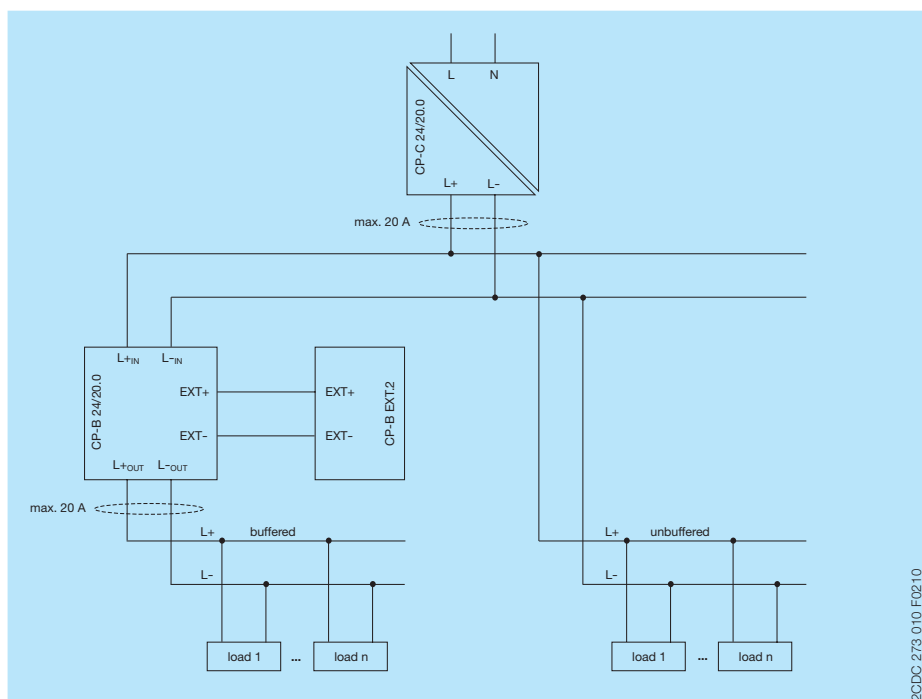 L N
CP-C 24/20.0
L+ L-
max. 20 A
L+IN L-IN
CP-B 24/20.0
EXT+
EXT-
L+OUT L-OUT
EXT+
EXT-
CP-B EXT.2
max. 20 A
L+ buffered
L-
load 1 ... load n
L+ unbuffered
L-
load 1 ... load n
2CDC 273 010 F0210